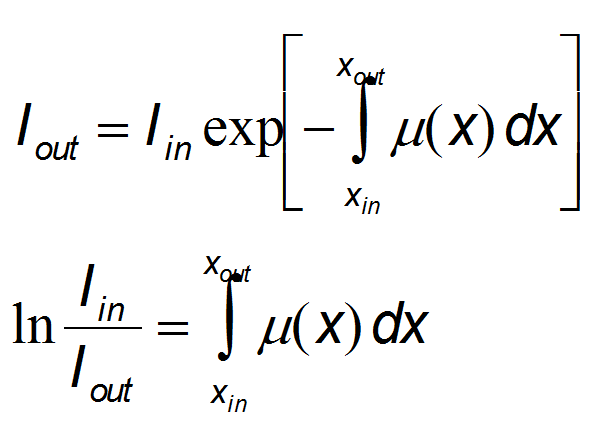 I_out = I_in exp[ − ∫_{x_in}^{x_out} μ(x) dx ]
ln I_in / I_out = ∫_{x_in}^{x_out} μ(x) dx